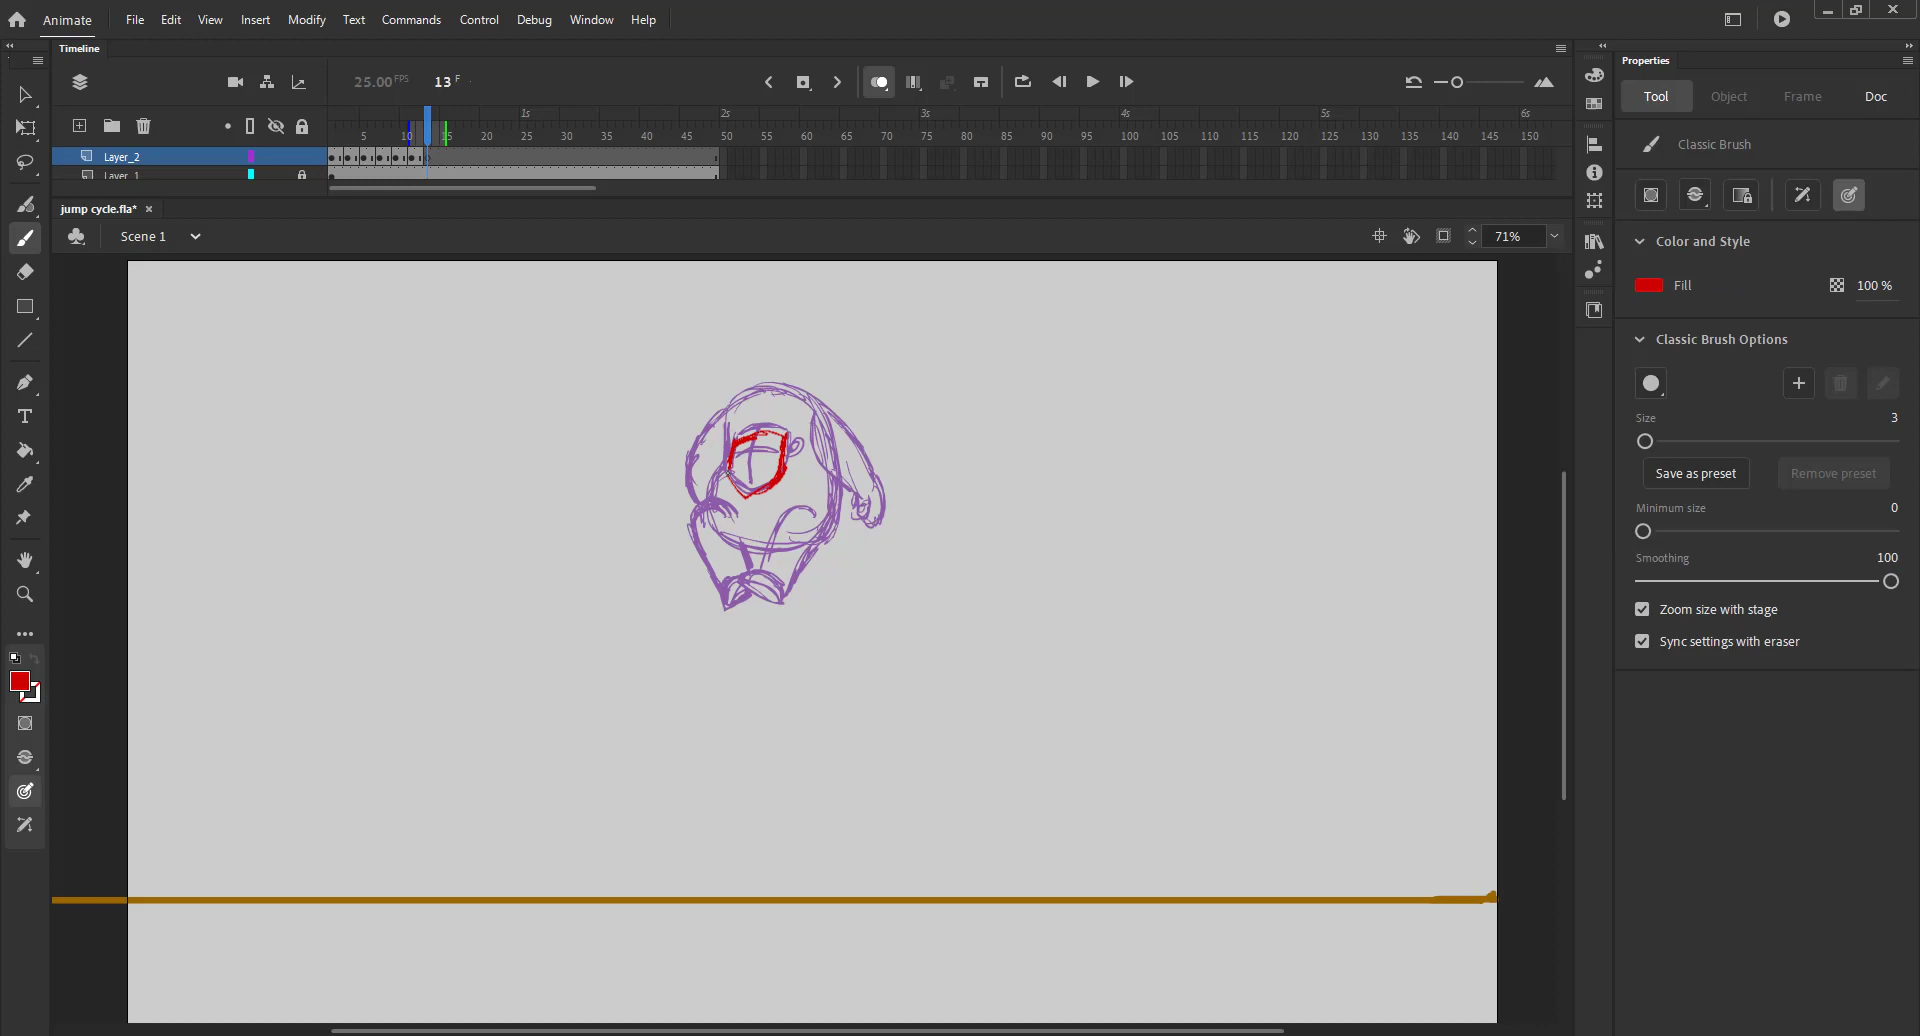 Animate File Edit View Insert Modify Text Commands Control Debug Window Help
Timeline
25.00 FPS 13 F
1s 2s 3s 4s 5s 6s
5 10 15 20 25 30 35 40 45 50 55 60 65 70 75 80 85 90 95 100 105 110 115 120 125 130 135 140 145 150
Layer_2
Layer_1
jump cycle.fla*
Scene 1
71%
Properties
Tool Object Frame Doc
Classic Brush
Color and Style
Fill 100 %
Classic Brush Options
Size 3
Save as preset Remove preset
Minimum size 0
Smoothing 100
Zoom size with stage
Sync settings with eraser